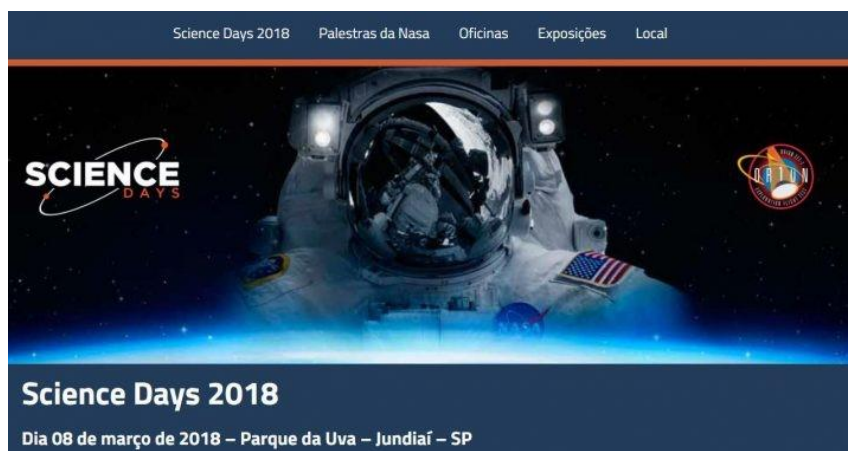 Science Days 2018 Palestras da Nasa Oficinas Exposições Local
SCIENCE
DAYS
ORION
NASA
Science Days 2018
Dia 08 de março de 2018 – Parque da Uva – Jundiaí – SP